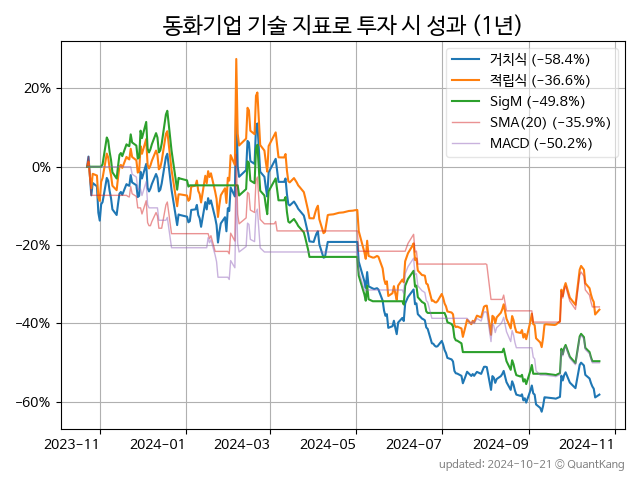 동화기업 기술 지표로 투자 시 성과 (1년)
거치식 (−58.4%)
적립식 (−36.6%)
SigM (−49.8%)
SMA(20) (−35.9%)
MACD (−50.2%)
20%
0%
−20%
−40%
−60%
2023-11
2024-01
2024-03
2024-05
2024-07
2024-09
2024-11
updated: 2024-10-21 © QuantKang